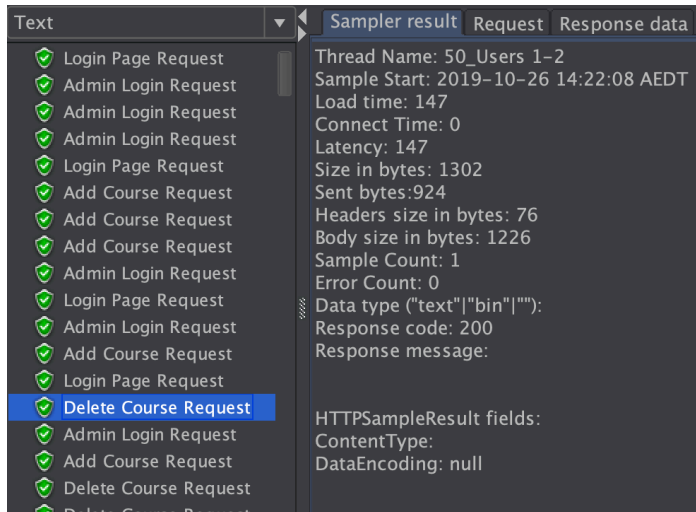 Text
Login Page Request
Admin Login Request
Admin Login Request
Admin Login Request
Login Page Request
Add Course Request
Add Course Request
Add Course Request
Admin Login Request
Login Page Request
Admin Login Request
Add Course Request
Login Page Request
Delete Course Request
Admin Login Request
Add Course Request
Delete Course Request
Delete Course Request
Sampler result
Request
Response data
Thread Name: 50_Users 1-2
Sample Start: 2019-10-26 14:22:08 AEDT
Load time: 147
Connect Time: 0
Latency: 147
Size in bytes: 1302
Sent bytes:924
Headers size in bytes: 76
Body size in bytes: 1226
Sample Count: 1
Error Count: 0
Data type ("text"|"bin"|""):
Response code: 200
Response message:
HTTPSampleResult fields:
ContentType:
DataEncoding: null